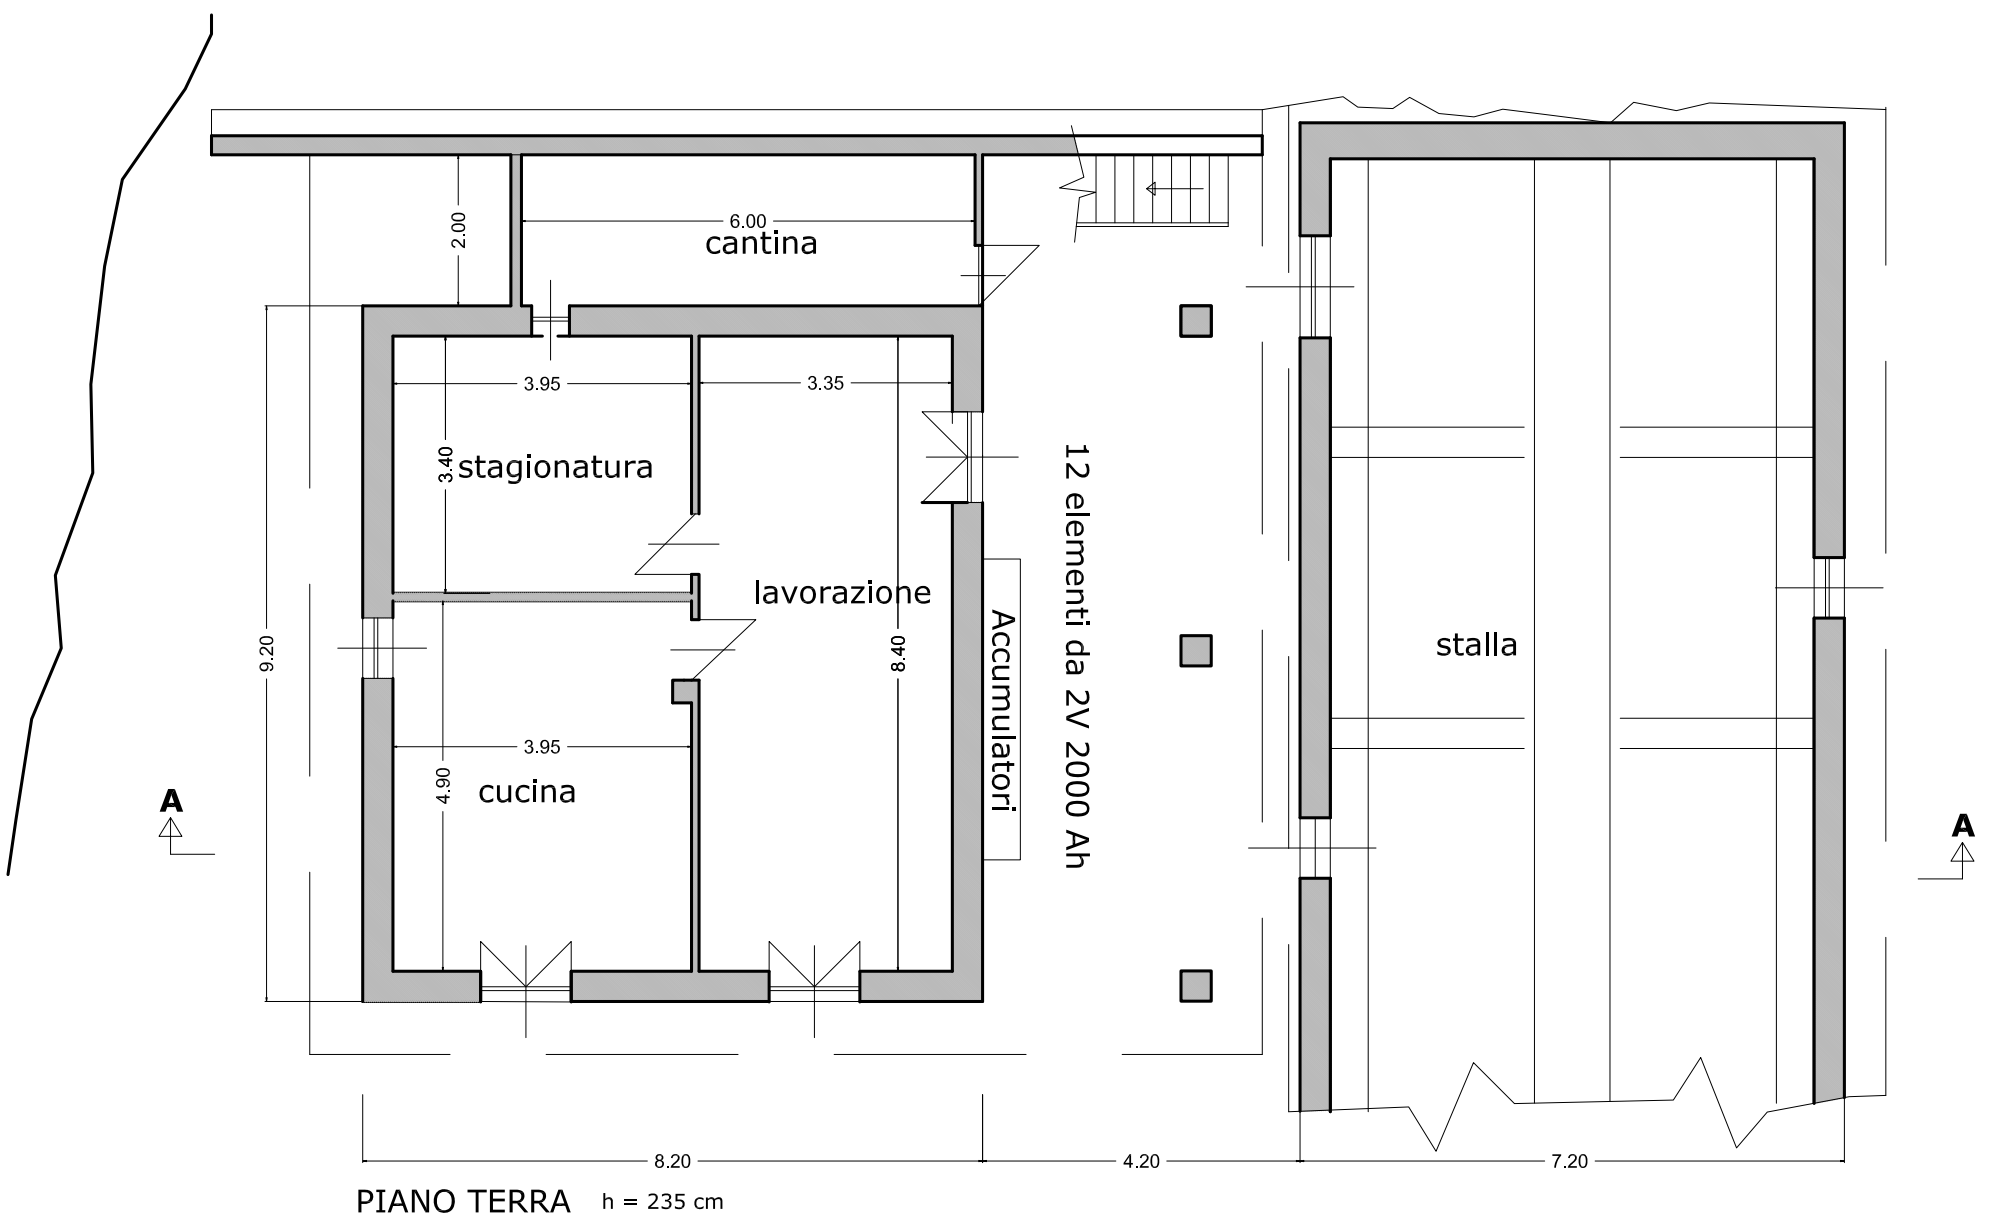 6.00
2.00
cantina
3.95
3.35
3.40
stagionatura
lavorazione
9.20
8.40
Accumulatori
12 elementi da 2V 2000 Ah
stalla
3.95
4.90
cucina
A
A
8.20
4.20
7.20
PIANO TERRA h = 235 cm